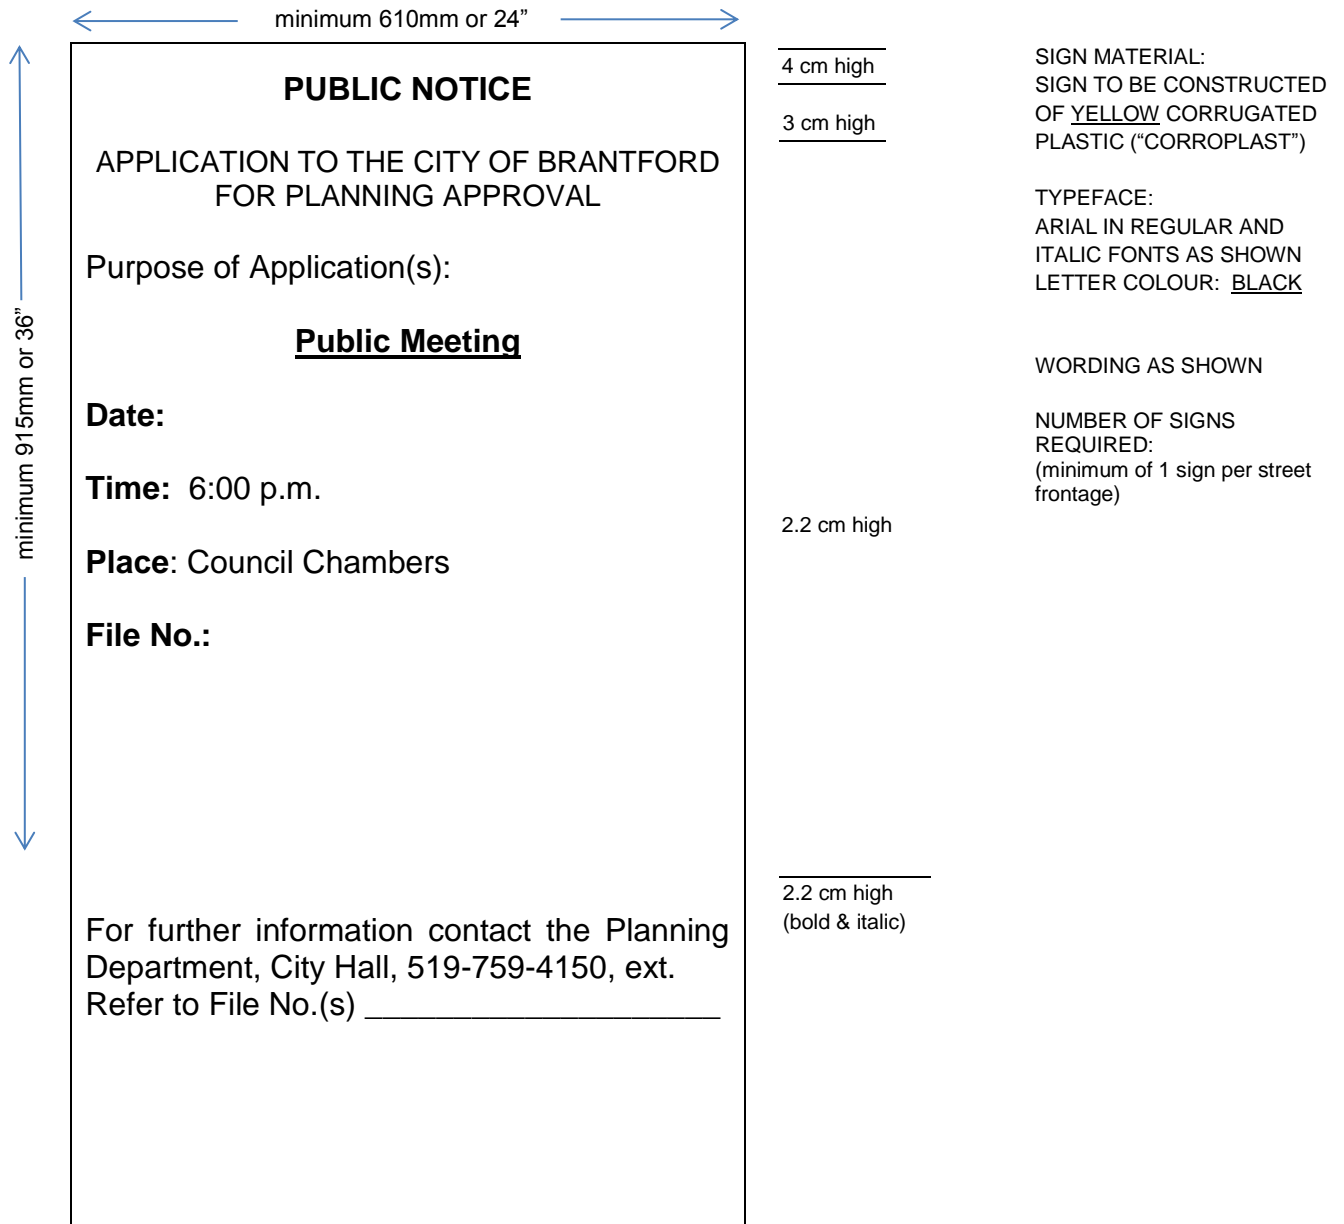 minimum 610mm or 24”
minimum 915mm or 36”
PUBLIC NOTICE
APPLICATION TO THE CITY OF BRANTFORD
FOR PLANNING APPROVAL
Purpose of Application(s):
Public Meeting
Date:
Time: 6:00 p.m.
Place: Council Chambers
File No.:
For further information contact the Planning
Department, City Hall, 519-759-4150, ext.
Refer to File No.(s) ____________________
4 cm high
3 cm high
2.2 cm high
2.2 cm high
(bold & italic)
SIGN MATERIAL:
SIGN TO BE CONSTRUCTED
OF YELLOW CORRUGATED
PLASTIC (“CORROPLAST”)
TYPEFACE:
ARIAL IN REGULAR AND
ITALIC FONTS AS SHOWN
LETTER COLOUR: BLACK
WORDING AS SHOWN
NUMBER OF SIGNS
REQUIRED:
(minimum of 1 sign per street
frontage)